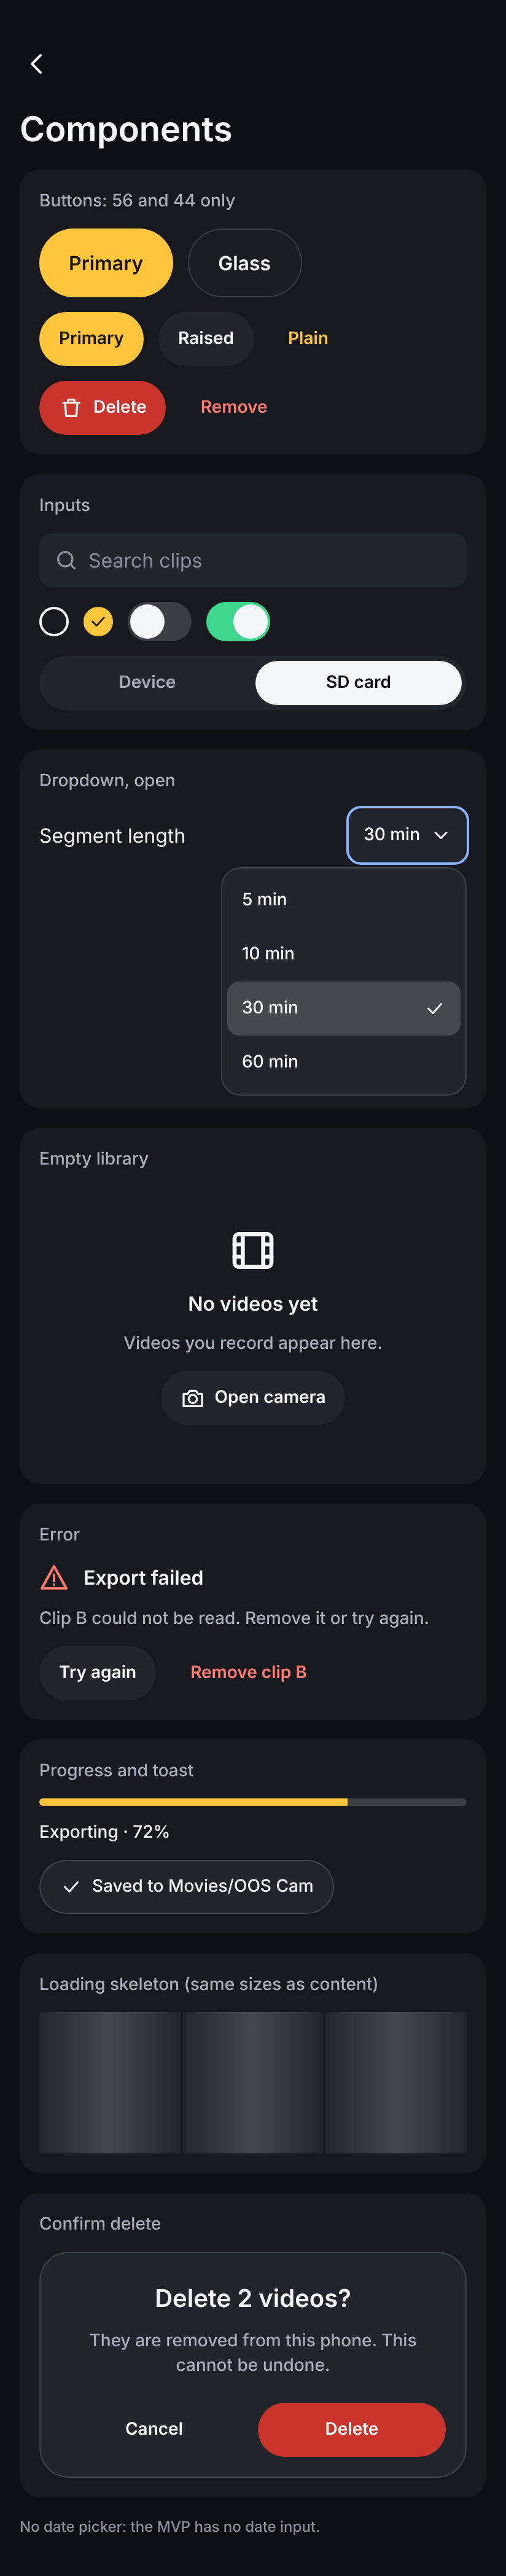 Components
Buttons: 56 and 44 only
Primary
Glass
Primary
Raised
Plain
Delete
Remove
Inputs
Search clips
Device
SD card
Dropdown, open
Segment length
30 min
5 min
10 min
30 min
60 min
Empty library
No videos yet
Videos you record appear here.
Open camera
Error
Export failed
Clip B could not be read. Remove it or try again.
Try again
Remove clip B
Progress and toast
Exporting · 72%
Saved to Movies/OOS Cam
Loading skeleton (same sizes as content)
Confirm delete
Delete 2 videos?
They are removed from this phone. This
cannot be undone.
Cancel
Delete
No date picker: the MVP has no date input.